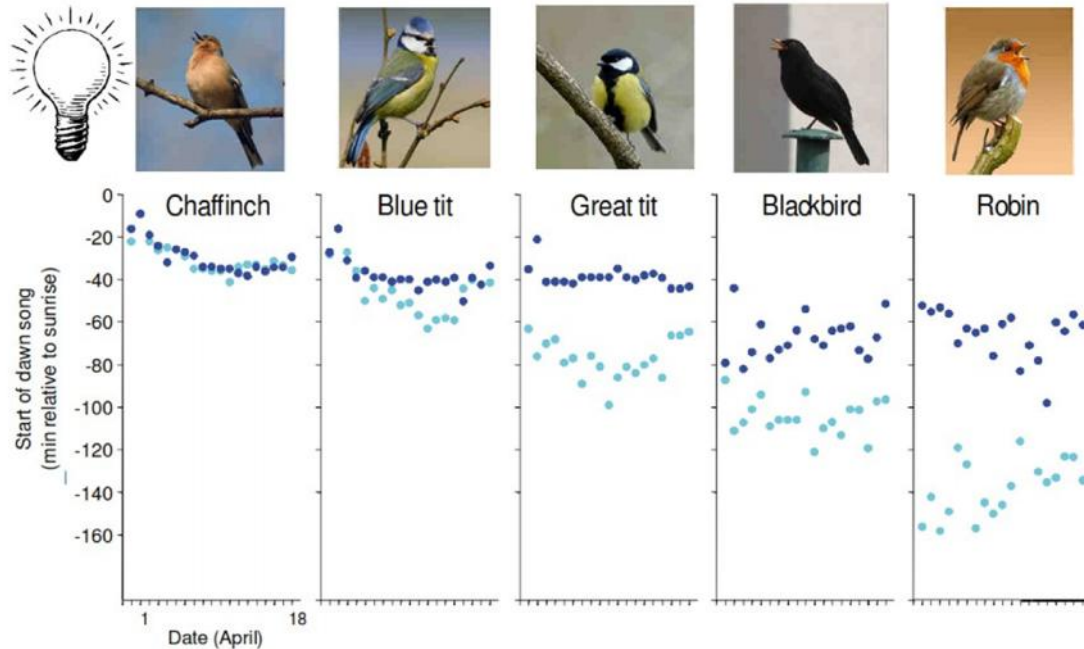 Chaffinch
Blue tit
Great tit
Blackbird
Robin
Start of dawn song
(min relative to sunrise)
0
-20
-40
-60
-80
-100
-120
-140
-160
1
18
Date (April)